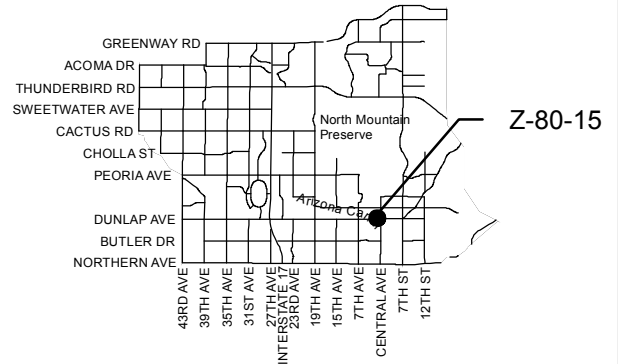 GREENWAY RD
ACOMA DR
THUNDERBIRD RD
SWEETWATER AVE
CACTUS RD
CHOLLA ST
PEORIA AVE
DUNLAP AVE
BUTLER DR
NORTHERN AVE
North Mountain
Preserve
Z-80-15
Arizona Canal
43RD AVE
39TH AVE
35TH AVE
31ST AVE
27TH AVE
INTERSTATE 17
23RD AVE
19TH AVE
15TH AVE
7TH AVE
CENTRAL AVE
7TH ST
12TH ST